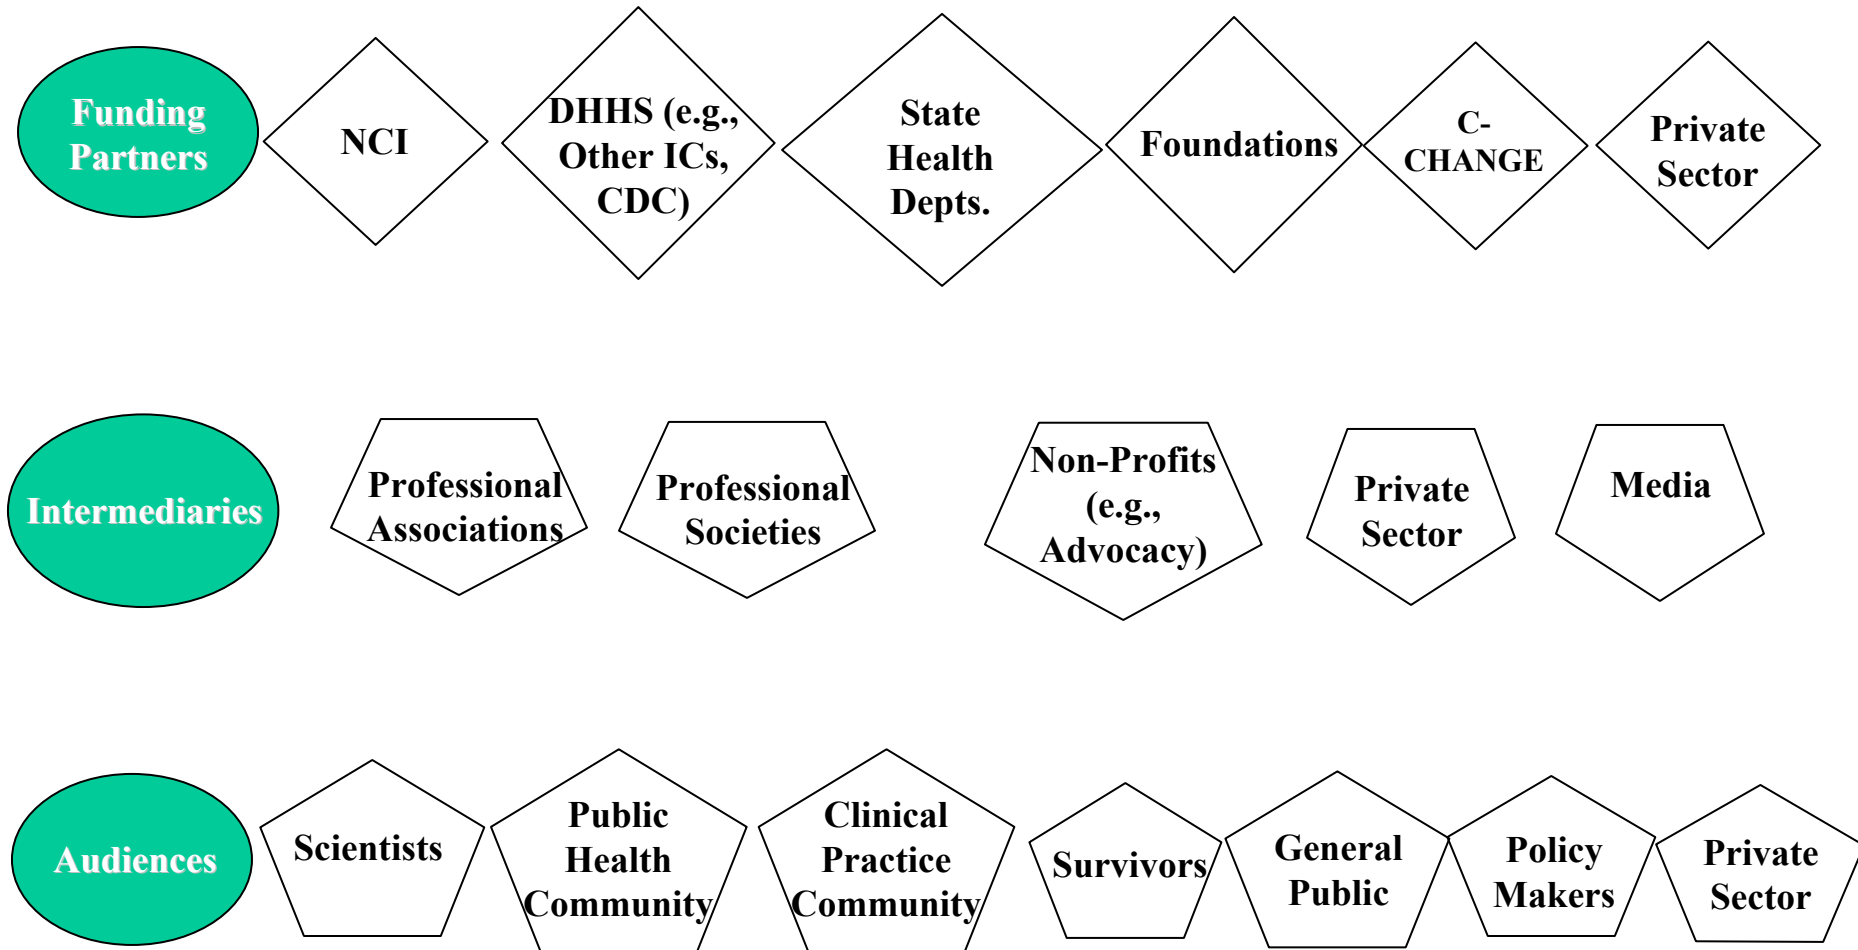 Funding
Partners
NCI
DHHS (e.g.,
Other ICs,
CDC)
State
Health
Depts.
Foundations
C-
CHANGE
Private
Sector
Intermediaries
Professional
Associations
Professional
Societies
Non-Profits
(e.g.,
Advocacy)
Private
Sector
Media
Audiences
Scientists
Public
Health
Community
Clinical
Practice
Community
Survivors
General
Public
Policy
Makers
Private
Sector